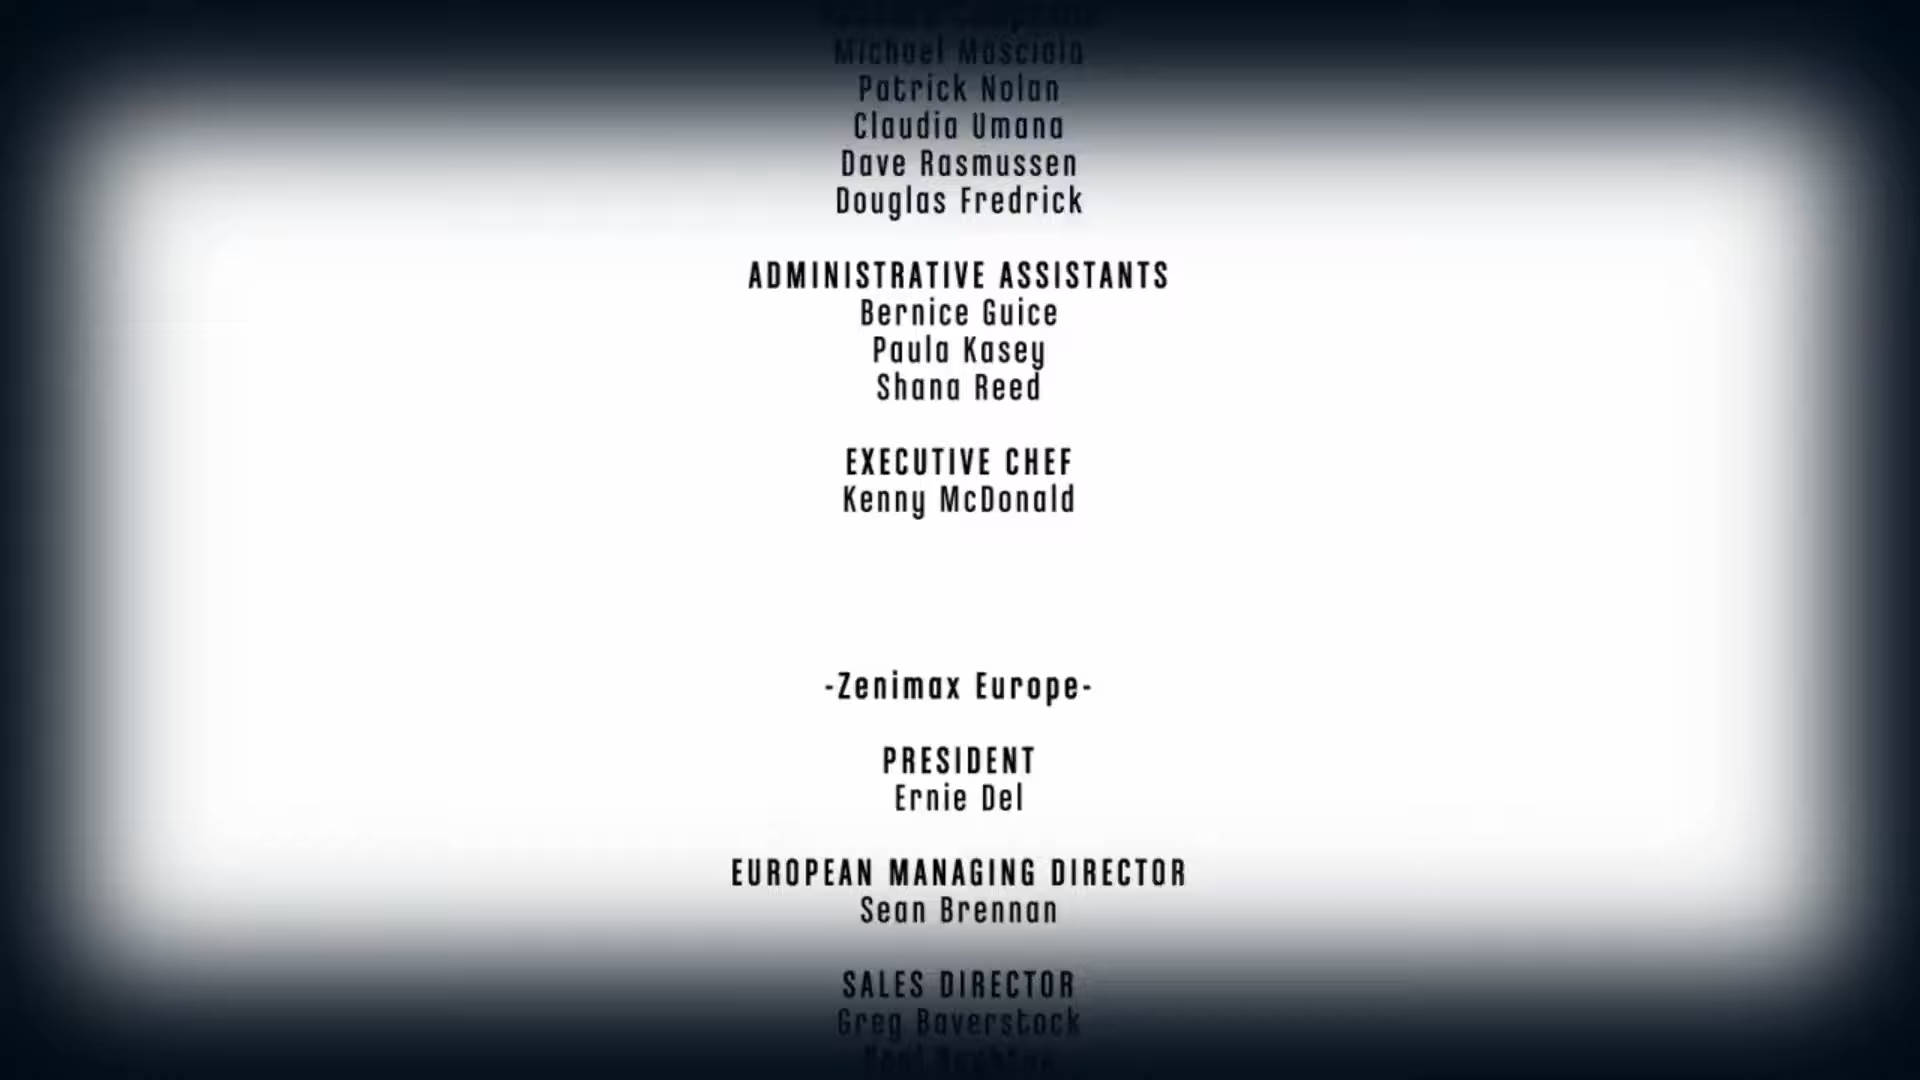 Michael Masciola
Patrick Nolan
Claudia Umana
Dave Rasmussen
Douglas Fredrick
ADMINISTRATIVE ASSISTANTS
Bernice Guice
Paula Kasey
Shana Reed
EXECUTIVE CHEF
Kenny McDonald
-Zenimax Europe-
PRESIDENT
Ernie Del
EUROPEAN MANAGING DIRECTOR
Sean Brennan
SALES DIRECTOR
Greg Baverstock